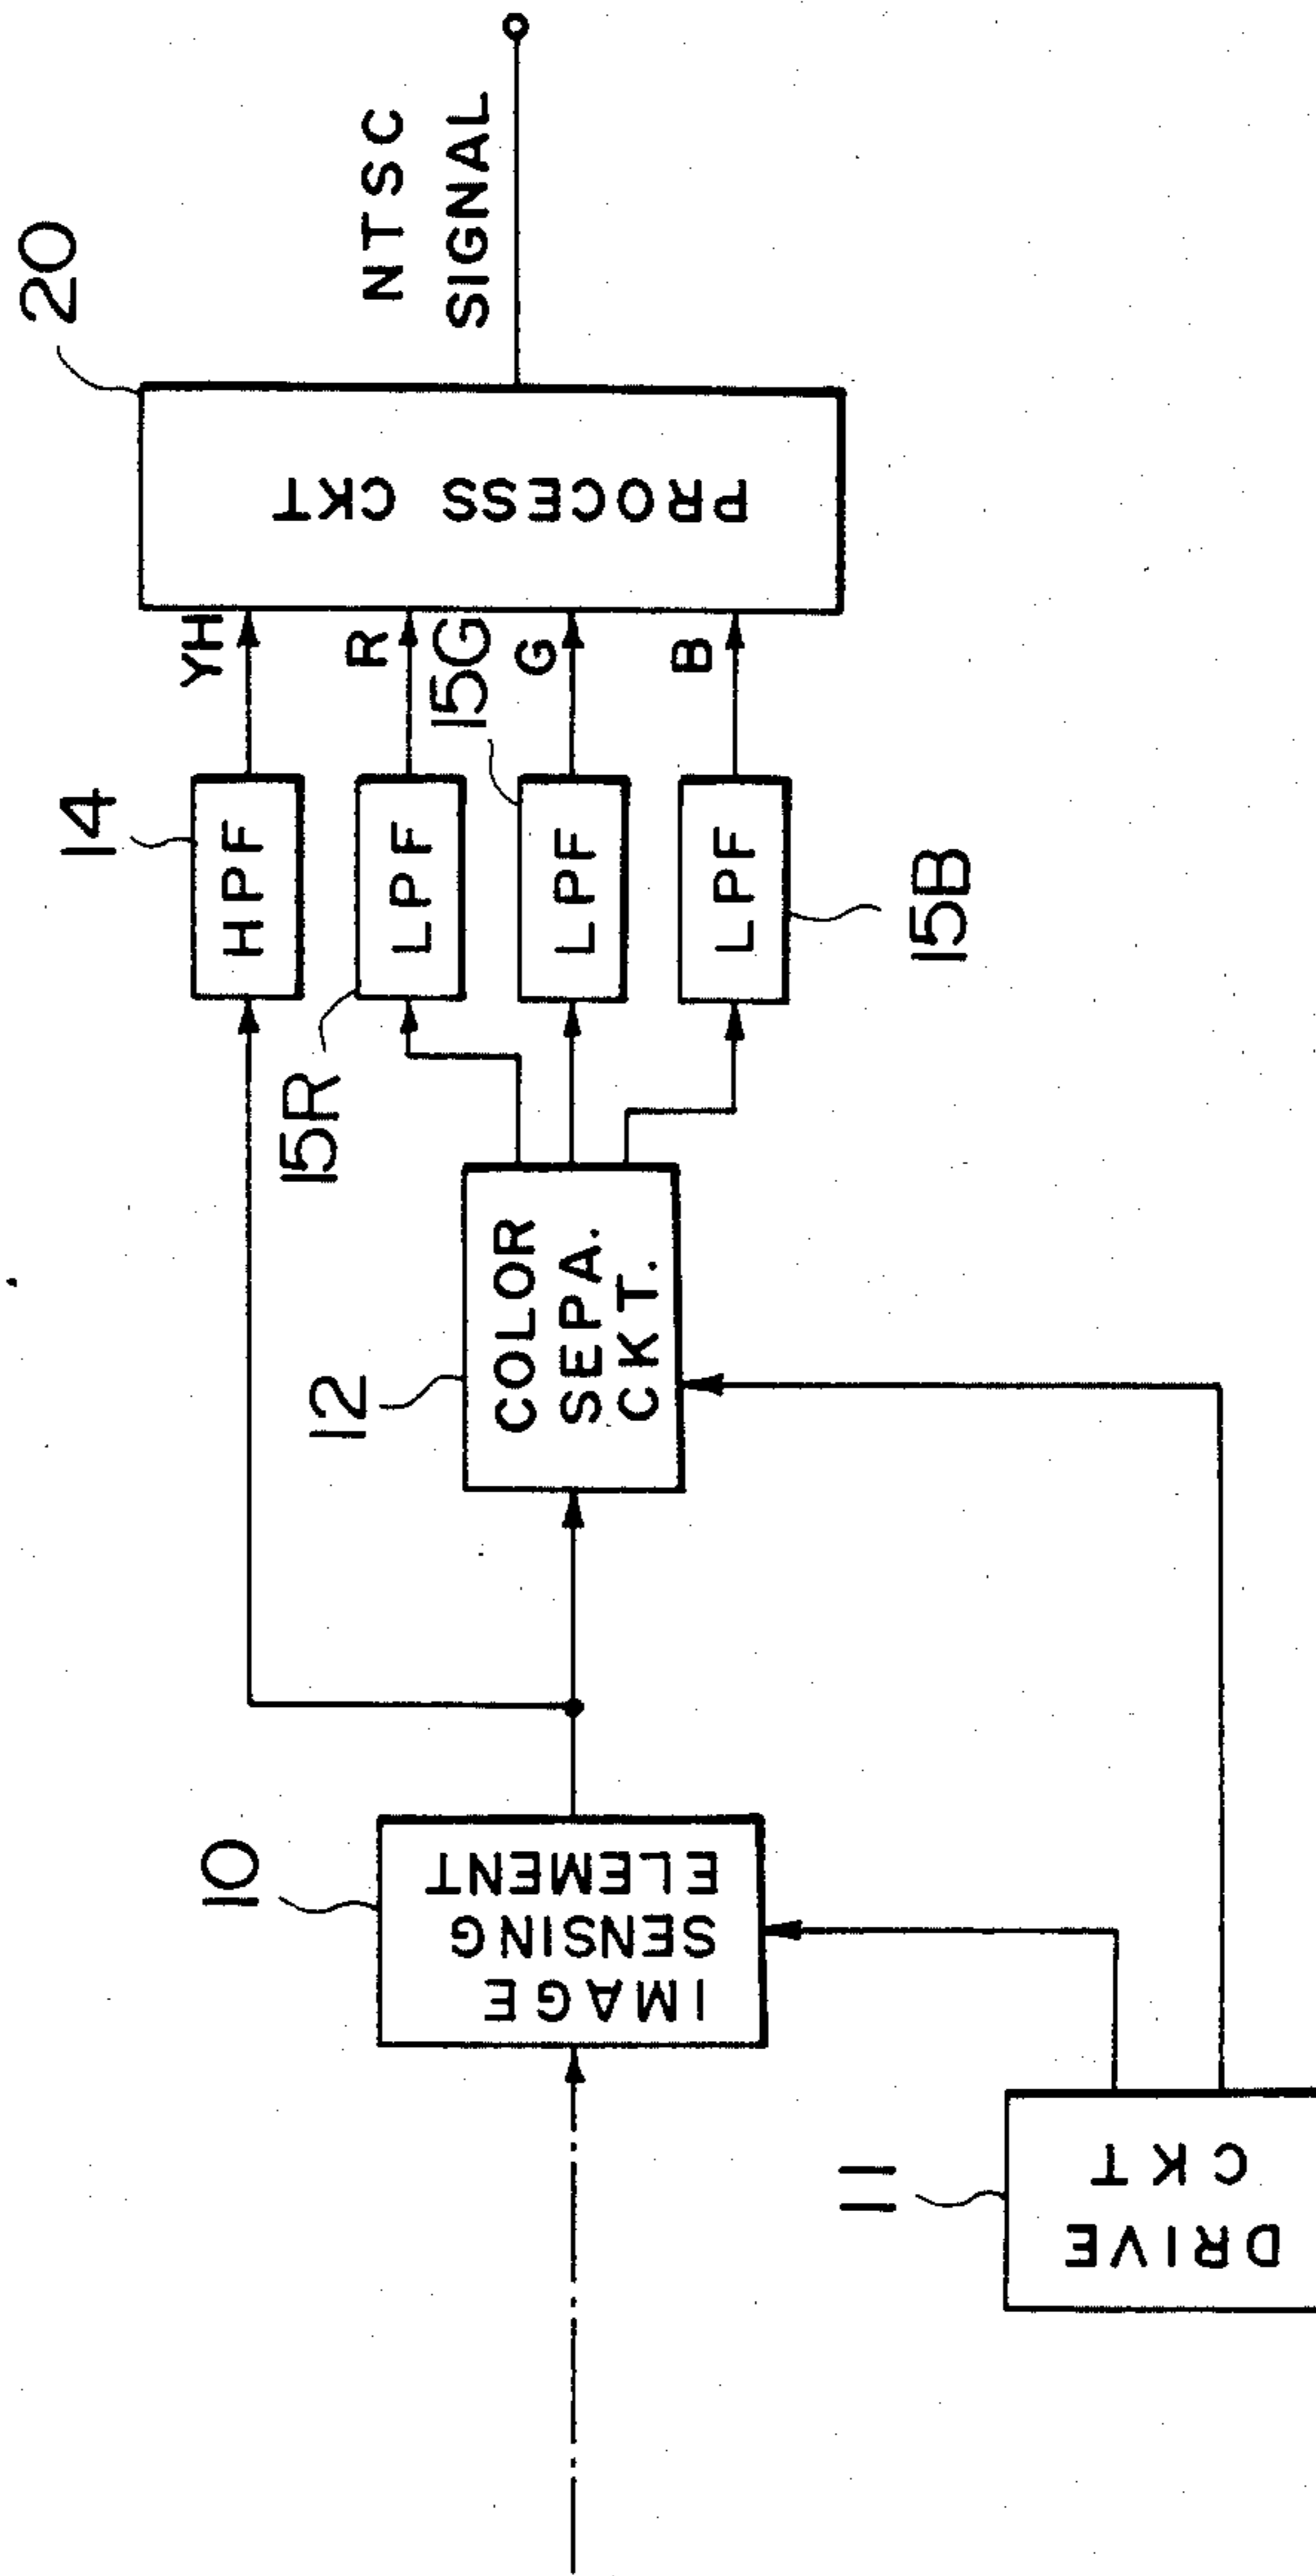 10
IMAGE
SENSING
ELEMENT
11
DRIVE
CKT
12
COLOR
SEPA.
CKT.
14
HPF
15R
LPF
15G
LPF
15B
LPF
YH
R
G
B
20
PROCESS CKT
NTSC
SIGNAL